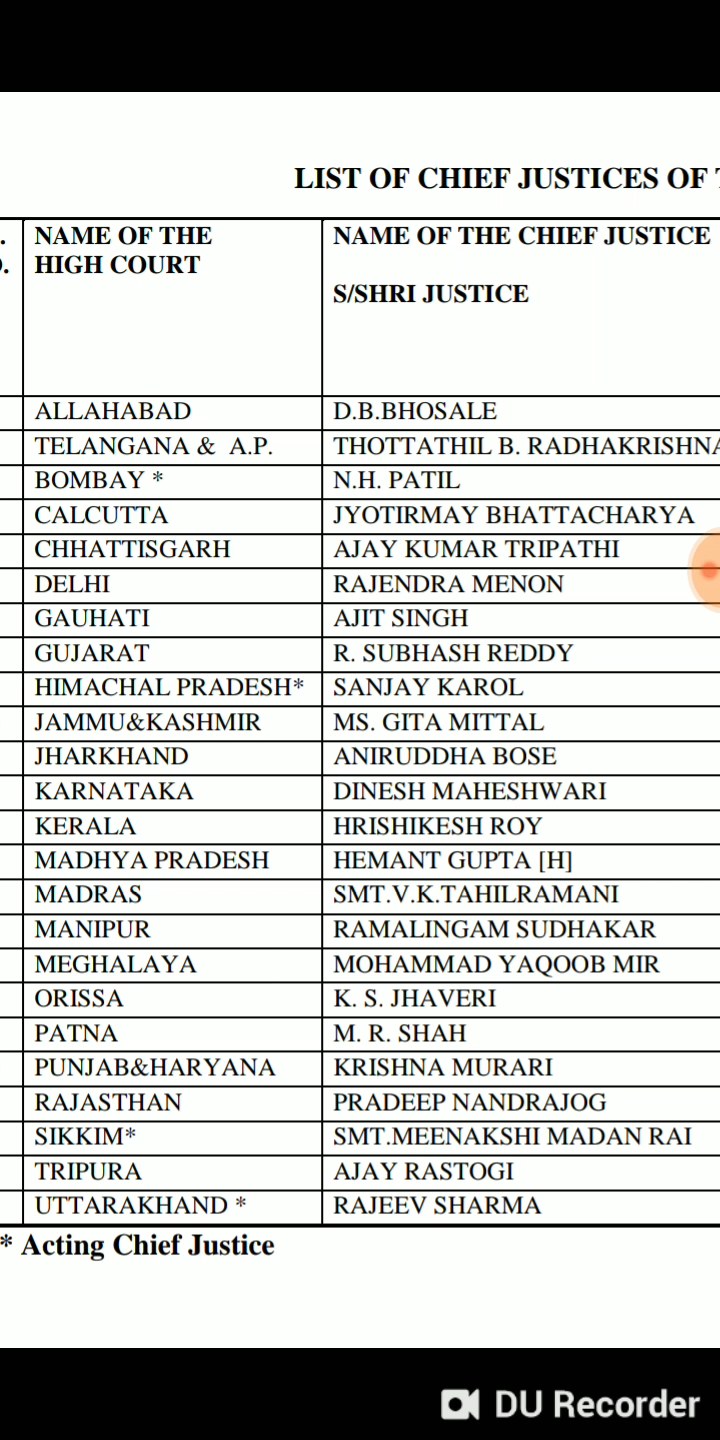 LIST OF CHIEF JUSTICES OF
. NAME OF THE NAME OF THE CHIEF JUSTICE
. HIGH COURT
S/SHRI JUSTICE
ALLAHABAD D.B.BHOSALE
TELANGANA & A.P. THOTTATHIL B. RADHAKRISHNA
BOMBAY * N.H. PATIL
CALCUTTA JYOTIRMAY BHATTACHARYA
CHHATTISGARH AJAY KUMAR TRIPATHI
DELHI RAJENDRA MENON
GAUHATI AJIT SINGH
GUJARAT R. SUBHASH REDDY
HIMACHAL PRADESH* SANJAY KAROL
JAMMU&KASHMIR MS. GITA MITTAL
JHARKHAND ANIRUDDHA BOSE
KARNATAKA DINESH MAHESHWARI
KERALA HRISHIKESH ROY
MADHYA PRADESH HEMANT GUPTA [H]
MADRAS SMT.V.K.TAHILRAMANI
MANIPUR RAMALINGAM SUDHAKAR
MEGHALAYA MOHAMMAD YAQOOB MIR
ORISSA K. S. JHAVERI
PATNA M. R. SHAH
PUNJAB&HARYANA KRISHNA MURARI
RAJASTHAN PRADEEP NANDRAJOG
SIKKIM* SMT.MEENAKSHI MADAN RAI
TRIPURA AJAY RASTOGI
UTTARAKHAND * RAJEEV SHARMA
* Acting Chief Justice
DU Recorder